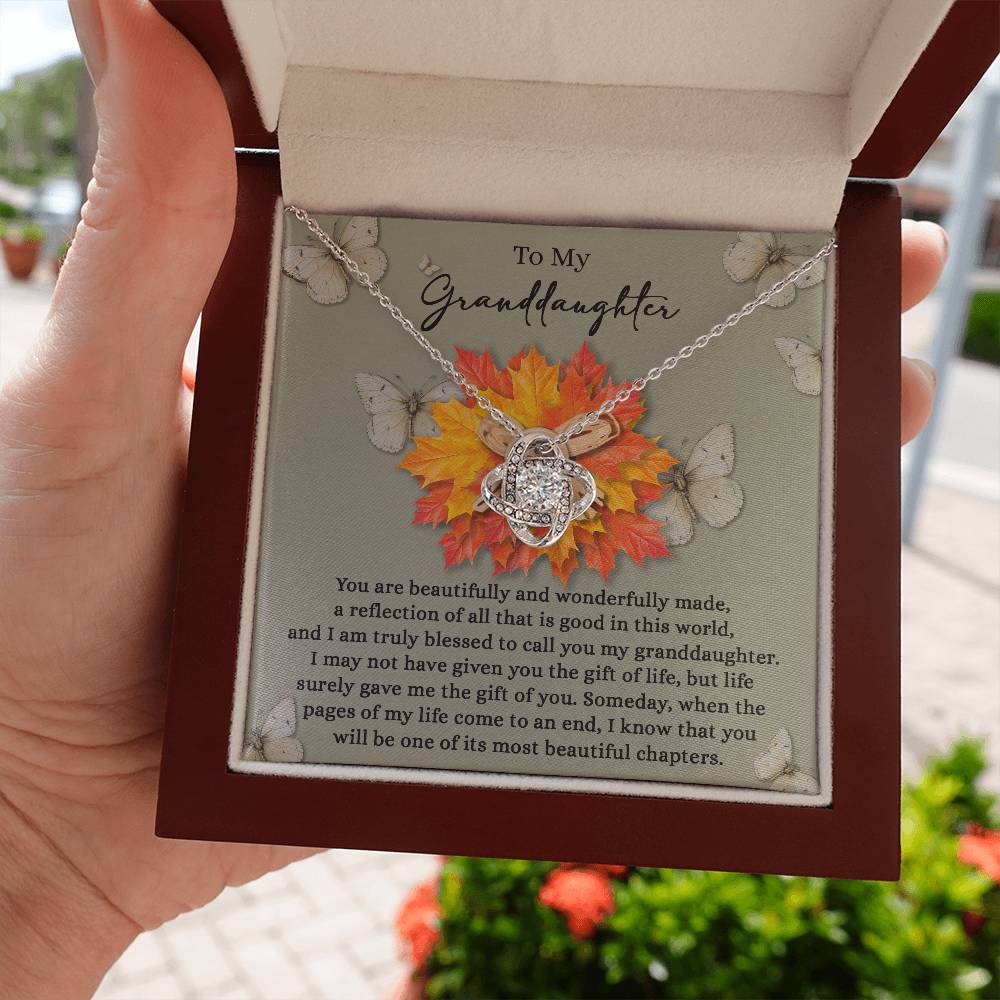 To My
Granddaughter
You are beautifully and wonderfully made,
a reflection of all that is good in this world,
and I am truly blessed to call you my granddaughter.
I may not have given you the gift of life, but life
surely gave me the gift of you. Someday, when the
pages of my life come to an end, I know that you
will be one of its most beautiful chapters.